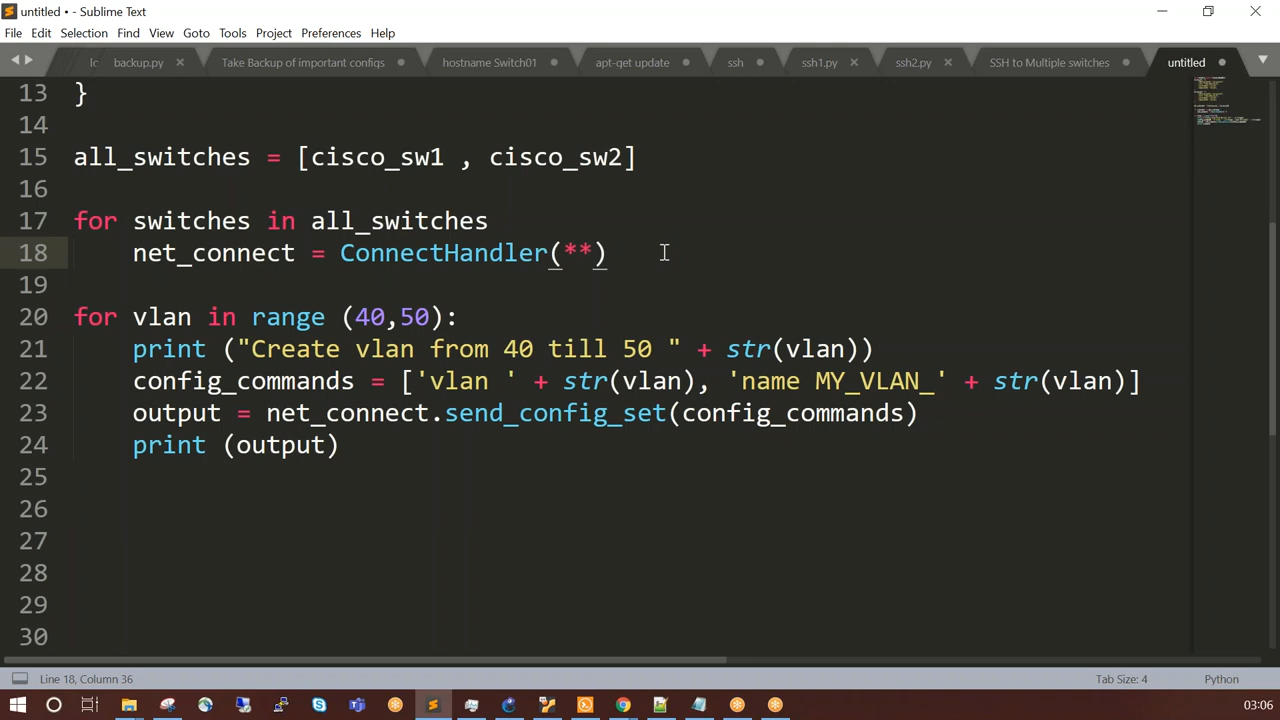 untitled • - Sublime Text
File Edit Selection Find View Goto Tools Project Preferences Help
backup.py Take Backup of important configs hostname Switch01 apt-get update ssh ssh1.py ssh2.py SSH to Multiple switches untitled
13 }
14
15 all_switches = [cisco_sw1 , cisco_sw2]
16
17 for switches in all_switches
18 net_connect = ConnectHandler(**)
19
20 for vlan in range (40,50):
21 print ("Create vlan from 40 till 50 " + str(vlan))
22 config_commands = ['vlan ' + str(vlan), 'name MY_VLAN_' + str(vlan)]
23 output = net_connect.send_config_set(config_commands)
24 print (output)
25
26
27
28
29
30
Line 18, Column 36 Tab Size: 4 Python
03:06